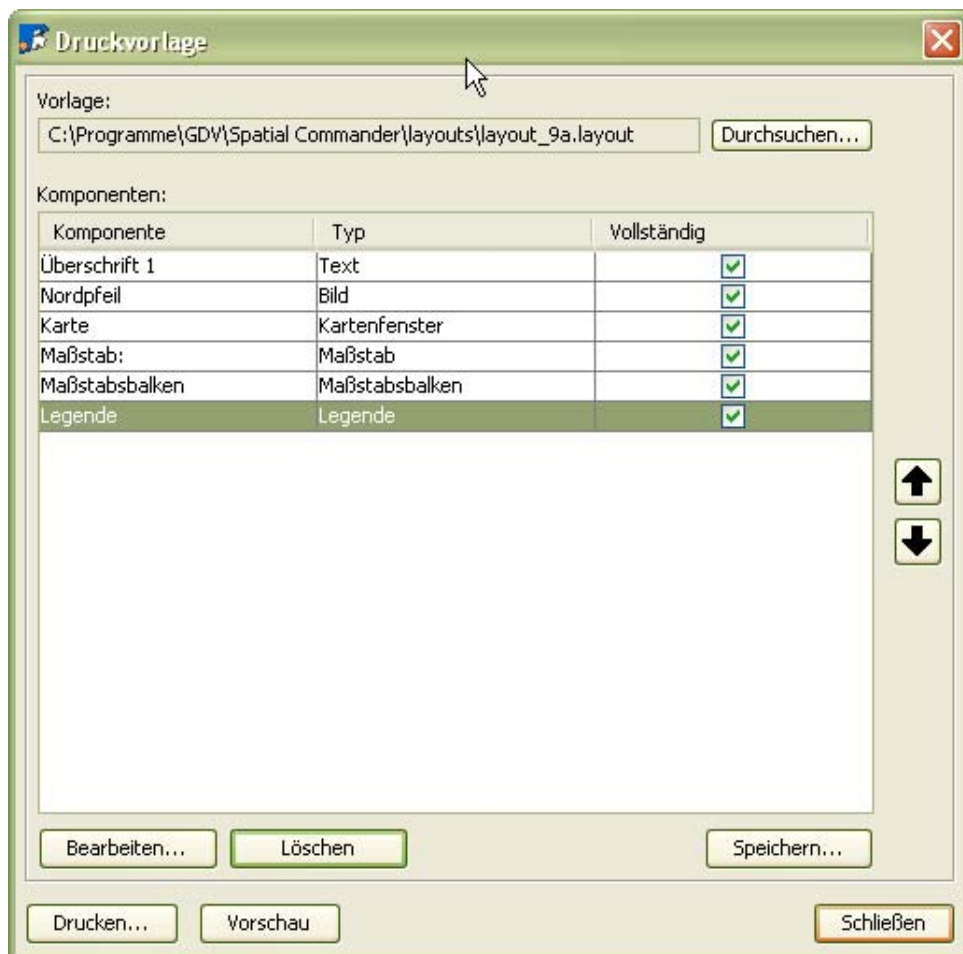 Druckvorlage
Vorlage:
C:\Programme\GDV\Spatial Commander\layouts\layout_9a.layout Durchsuchen...
Komponenten:
Komponente Typ Vollständig
Überschrift 1 Text
Nordpfeil Bild
Karte Kartenfenster
Maßstab: Maßstab
Maßstabsbalken Maßstabsbalken
Legende Legende
Bearbeiten... Löschen Speichern...
Drucken... Vorschau Schließen